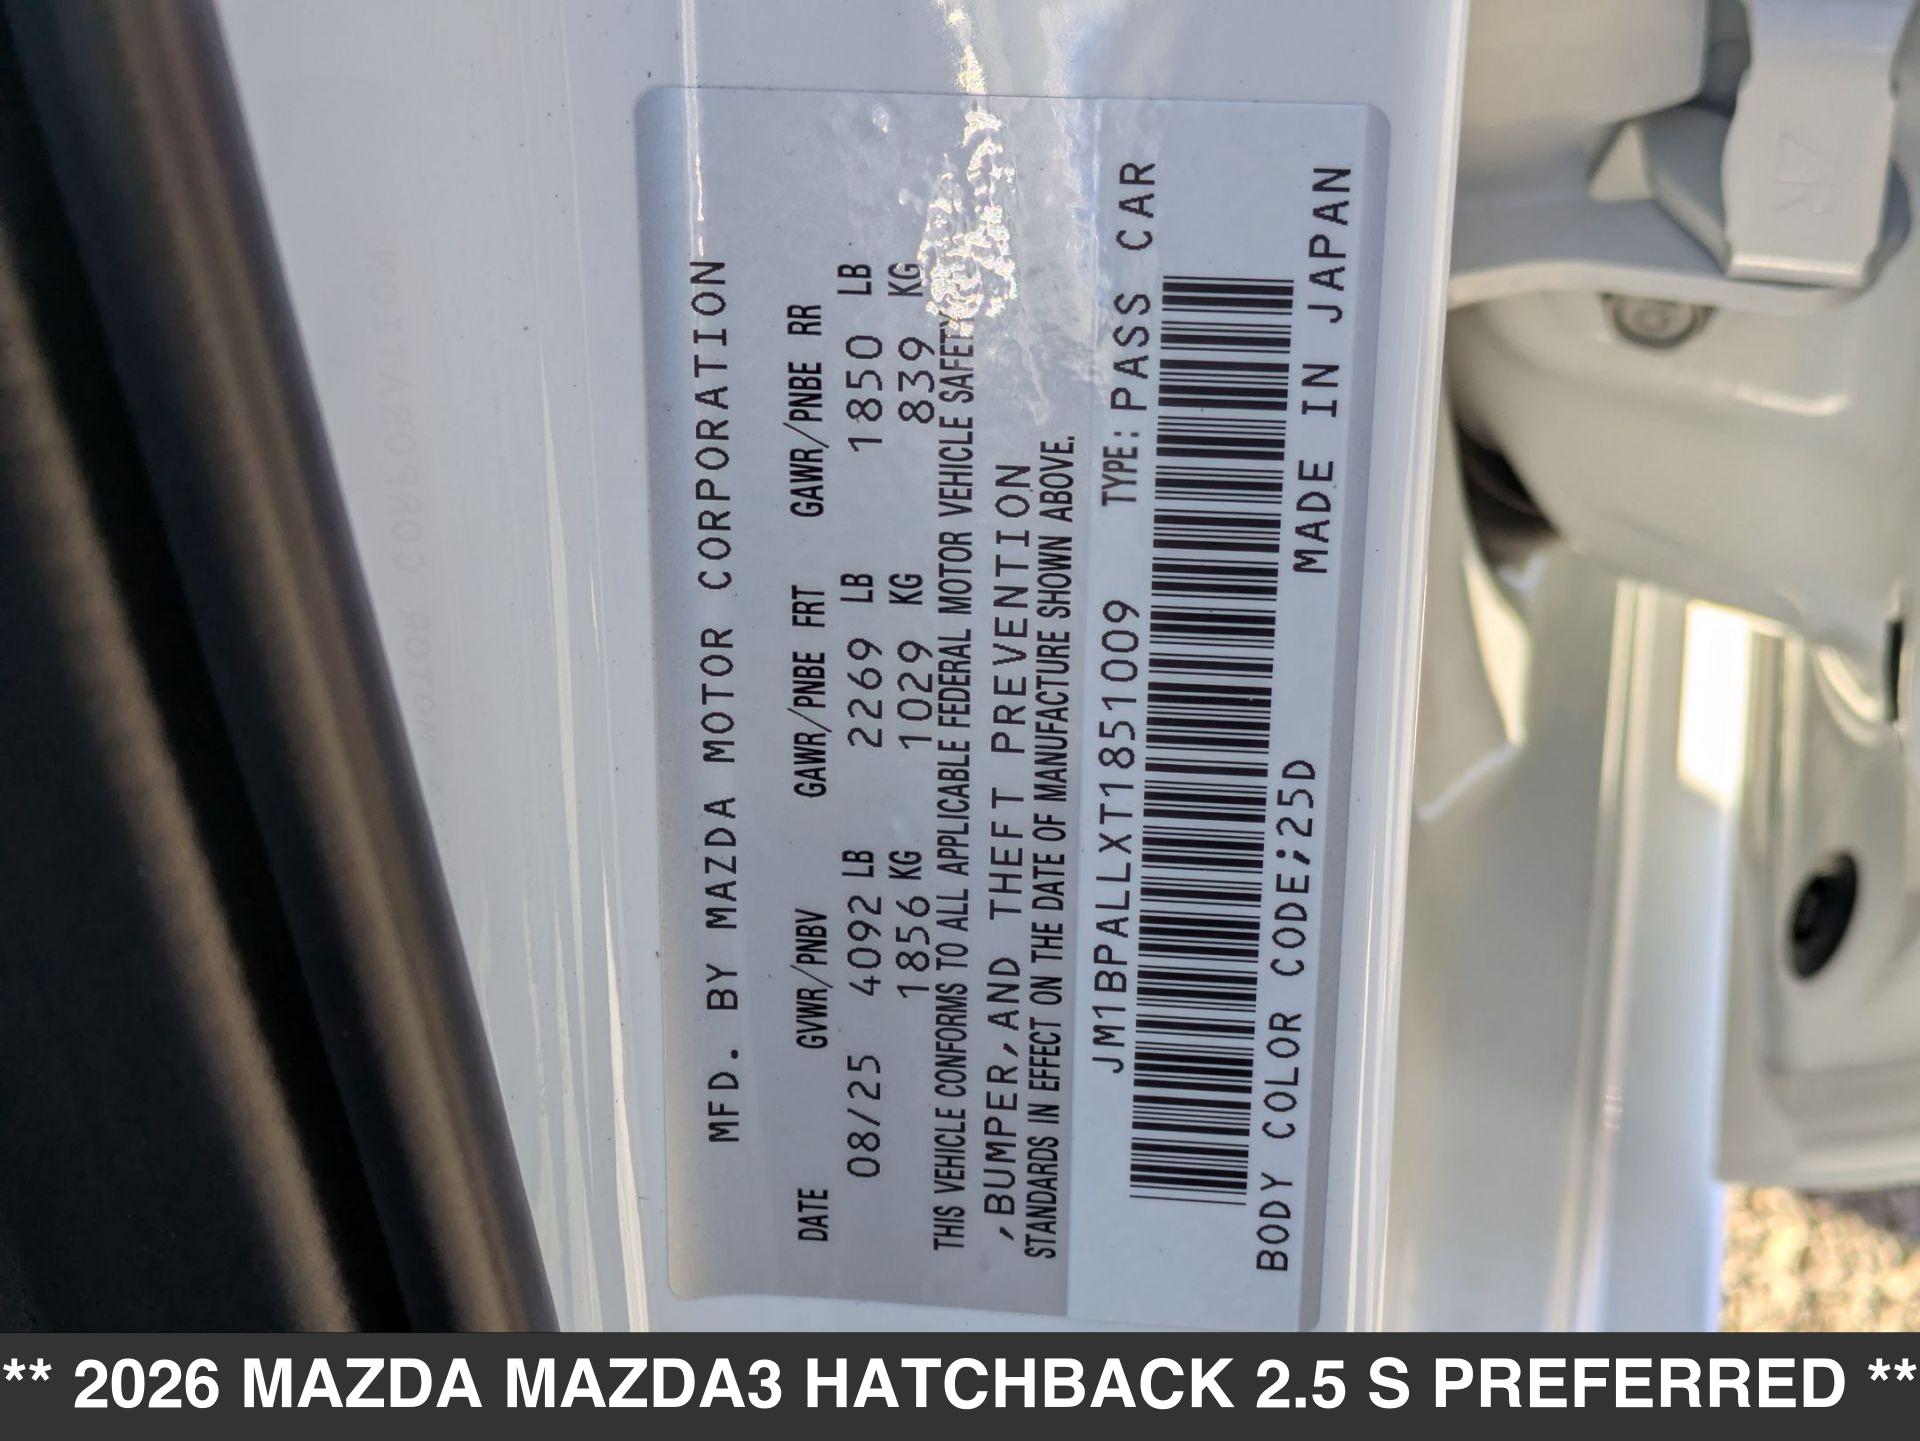 MFD. BY MAZDA MOTOR CORPORATION
DATE GVWR/PNBV GAWR/PNBE FRT GAWR/PNBE RR
08/25 4092 LB 2269 LB 1850 LB
1856 KG 1029 KG 839 KG
THIS VEHICLE CONFORMS TO ALL APPLICABLE FEDERAL MOTOR VEHICLE SAFETY
,BUMPER,AND THEFT PREVENTION
STANDARDS IN EFFECT ON THE DATE OF MANUFACTURE SHOWN ABOVE.
JM1BPALLXT1851009 TYPE: PASS CAR
BODY COLOR CODE;25D MADE IN JAPAN
** 2026 MAZDA MAZDA3 HATCHBACK 2.5 S PREFERRED **